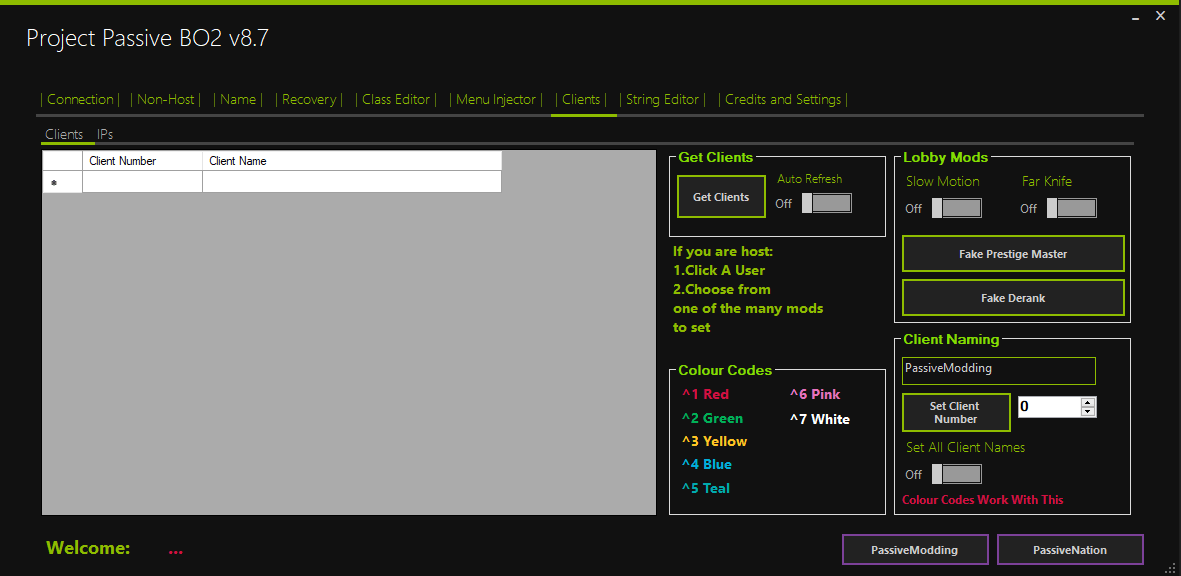 Project Passive BO2 v8.7
| Connection | | Non-Host | | Name | | Recovery | | Class Editor | | Menu Injector | | Clients | | String Editor | | Credits and Settings |
Clients IPs
Client Number Client Name
Get Clients
Get Clients
Auto Refresh
Off
If you are host:
1.Click A User
2.Choose from
one of the many mods
to set
Colour Codes
^1 Red
^2 Green
^3 Yellow
^4 Blue
^5 Teal
^6 Pink
^7 White
Lobby Mods
Slow Motion Far Knife
Off Off
Fake Prestige Master
Fake Derank
Client Naming
PassiveModding
Set Client
Number
0
Set All Client Names
Off
Colour Codes Work With This
Welcome: ...
PassiveModding PassiveNation